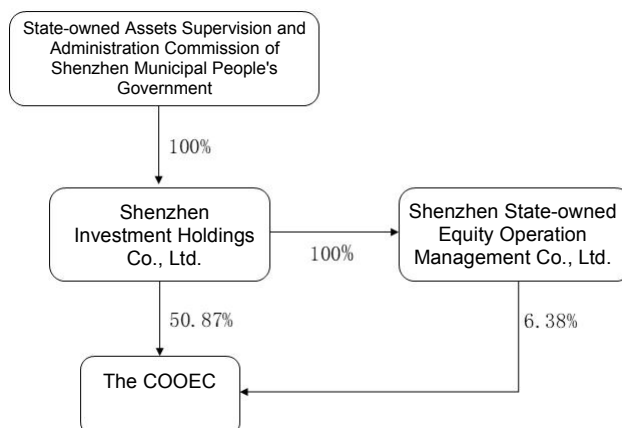 State-owned Assets Supervision and
Administration Commission of
Shenzhen Municipal People's
Government
100%
Shenzhen
Investment Holdings
Co., Ltd.
100%
Shenzhen State-owned
Equity Operation
Management Co., Ltd.
50.87%
6.38%
The COOEC